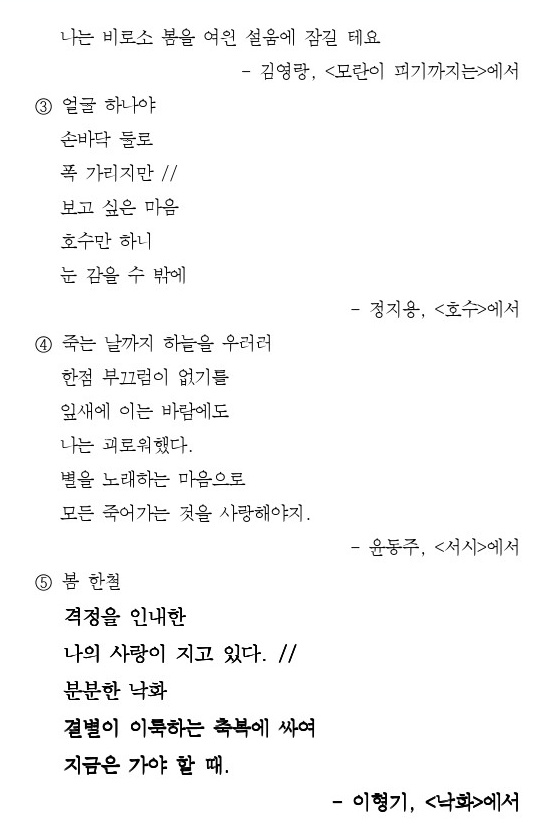 나는 비로소 봄을 여읜 설움에 잠길 테요
- 김영랑, <모란이 피기까지는>에서
③ 얼굴 하나야
손바닥 둘로
폭 가리지만 //
보고 싶은 마음
호수만 하니
눈 감을 수 밖에
- 정지용, <호수>에서
④ 죽는 날까지 하늘을 우러러
한점 부끄럼이 없기를
잎새에 이는 바람에도
나는 괴로워했다.
별을 노래하는 마음으로
모든 죽어가는 것을 사랑해야지.
- 윤동주, <서시>에서
⑤ 봄 한철
격정을 인내한
나의 사랑이 지고 있다. //
분분한 낙화
결별이 이룩하는 축복에 싸여
지금은 가야 할 때.
- 이형기, <낙화>에서